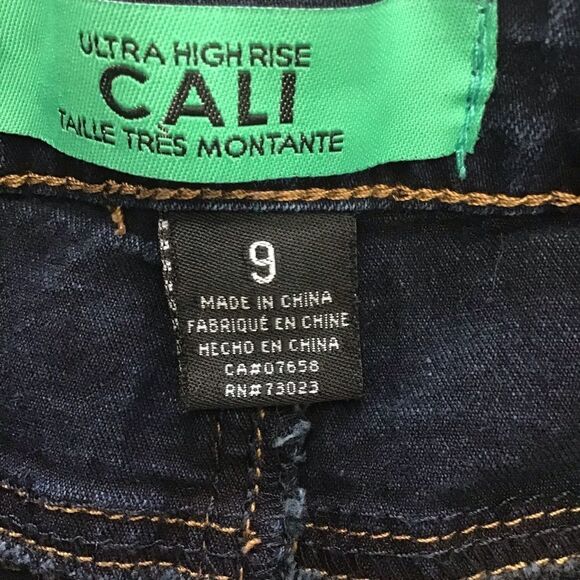 ULTRA HIGH RISE
CALI
TAILLE TRÈS MONTANTE
9
MADE IN CHINA
FABRIQUÉ EN CHINE
HECHO EN CHINA
CA#07658
RN#73023